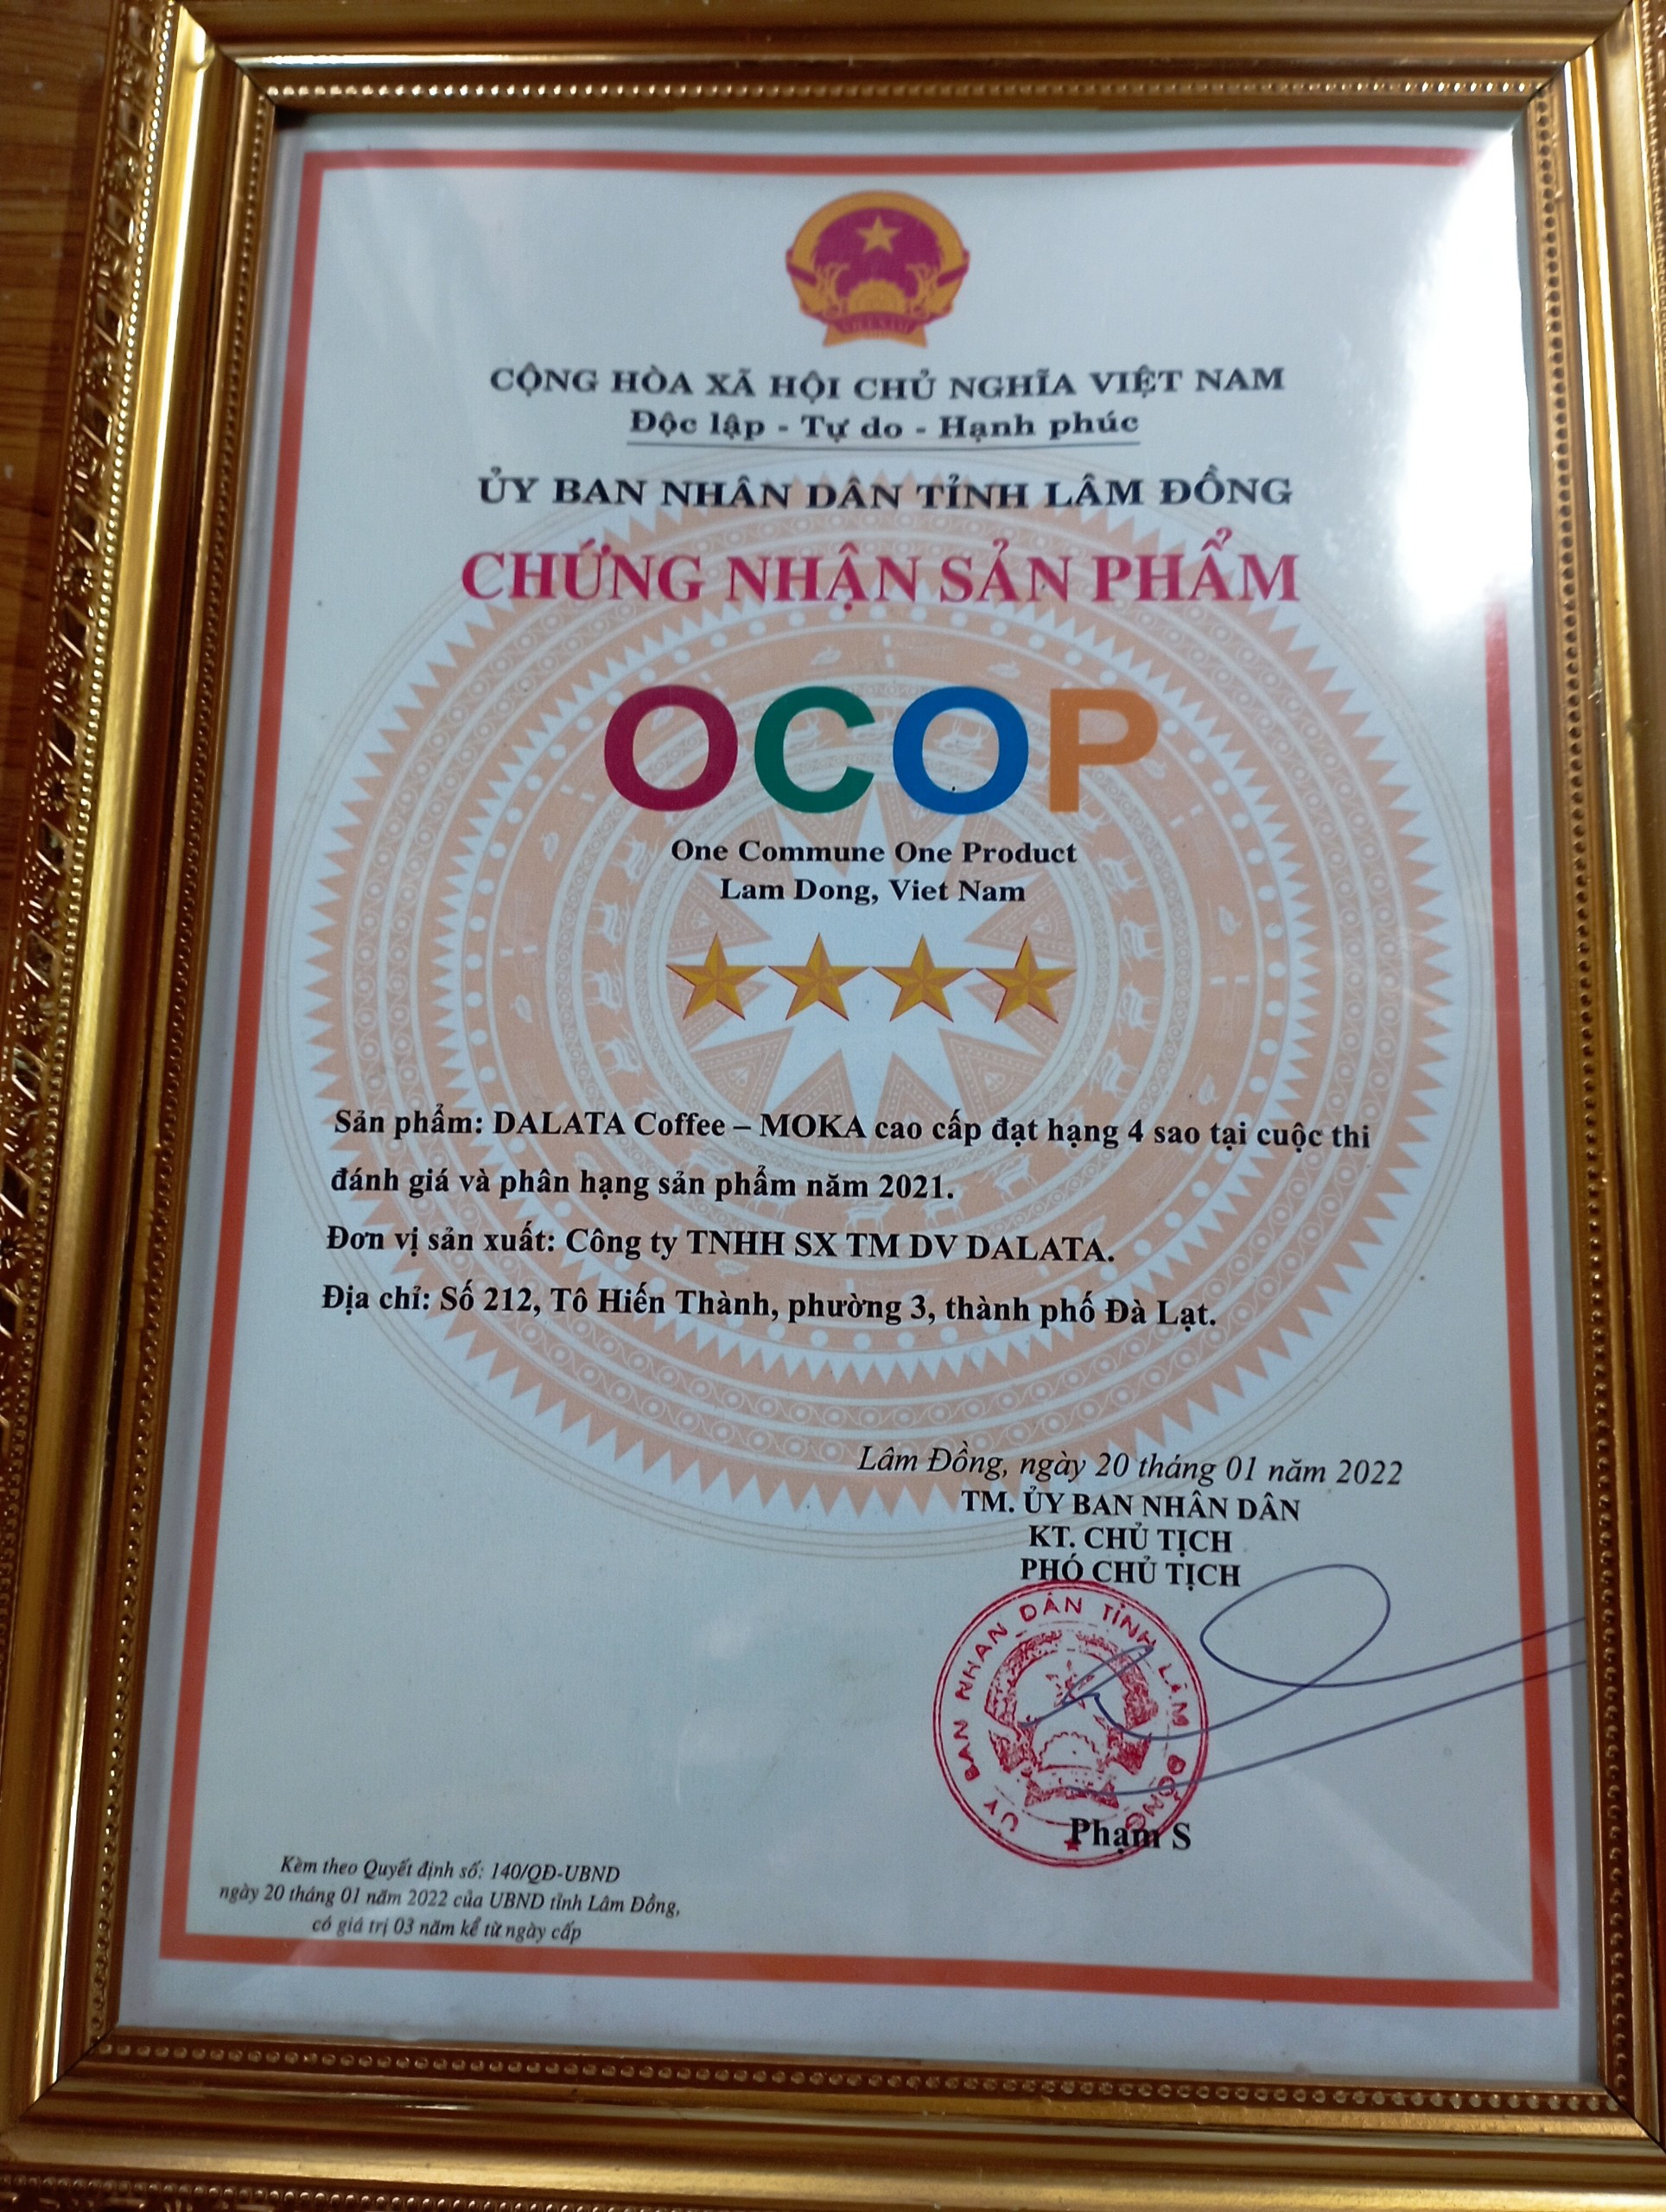 CỘNG HÒA XÃ HỘI CHỦ NGHĨA VIỆT NAM
Độc lập - Tự do - Hạnh phúc
ỦY BAN NHÂN DÂN TỈNH LÂM ĐỒNG
CHỨNG NHẬN SẢN PHẨM
OCOP
One Commune One Product
Lam Dong, Viet Nam
Sản phẩm: DALATA Coffee – MOKA cao cấp đạt hạng 4 sao tại cuộc thi
đánh giá và phân hạng sản phẩm năm 2021.
Đơn vị sản xuất: Công ty TNHH SX TM DV DALATA.
Địa chỉ: Số 212, Tô Hiến Thành, phường 3, thành phố Đà Lạt.
Lâm Đồng, ngày 20 tháng 01 năm 2022
TM. ỦY BAN NHÂN DÂN
KT. CHỦ TỊCH
PHÓ CHỦ TỊCH
ỦY BAN NHÂN DÂN TỈNH LÂM ĐỒNG
Phạm S
Kèm theo Quyết định số: 140/QĐ-UBND
ngày 20 tháng 01 năm 2022 của UBND tỉnh Lâm Đồng,
có giá trị 03 năm kể từ ngày cấp